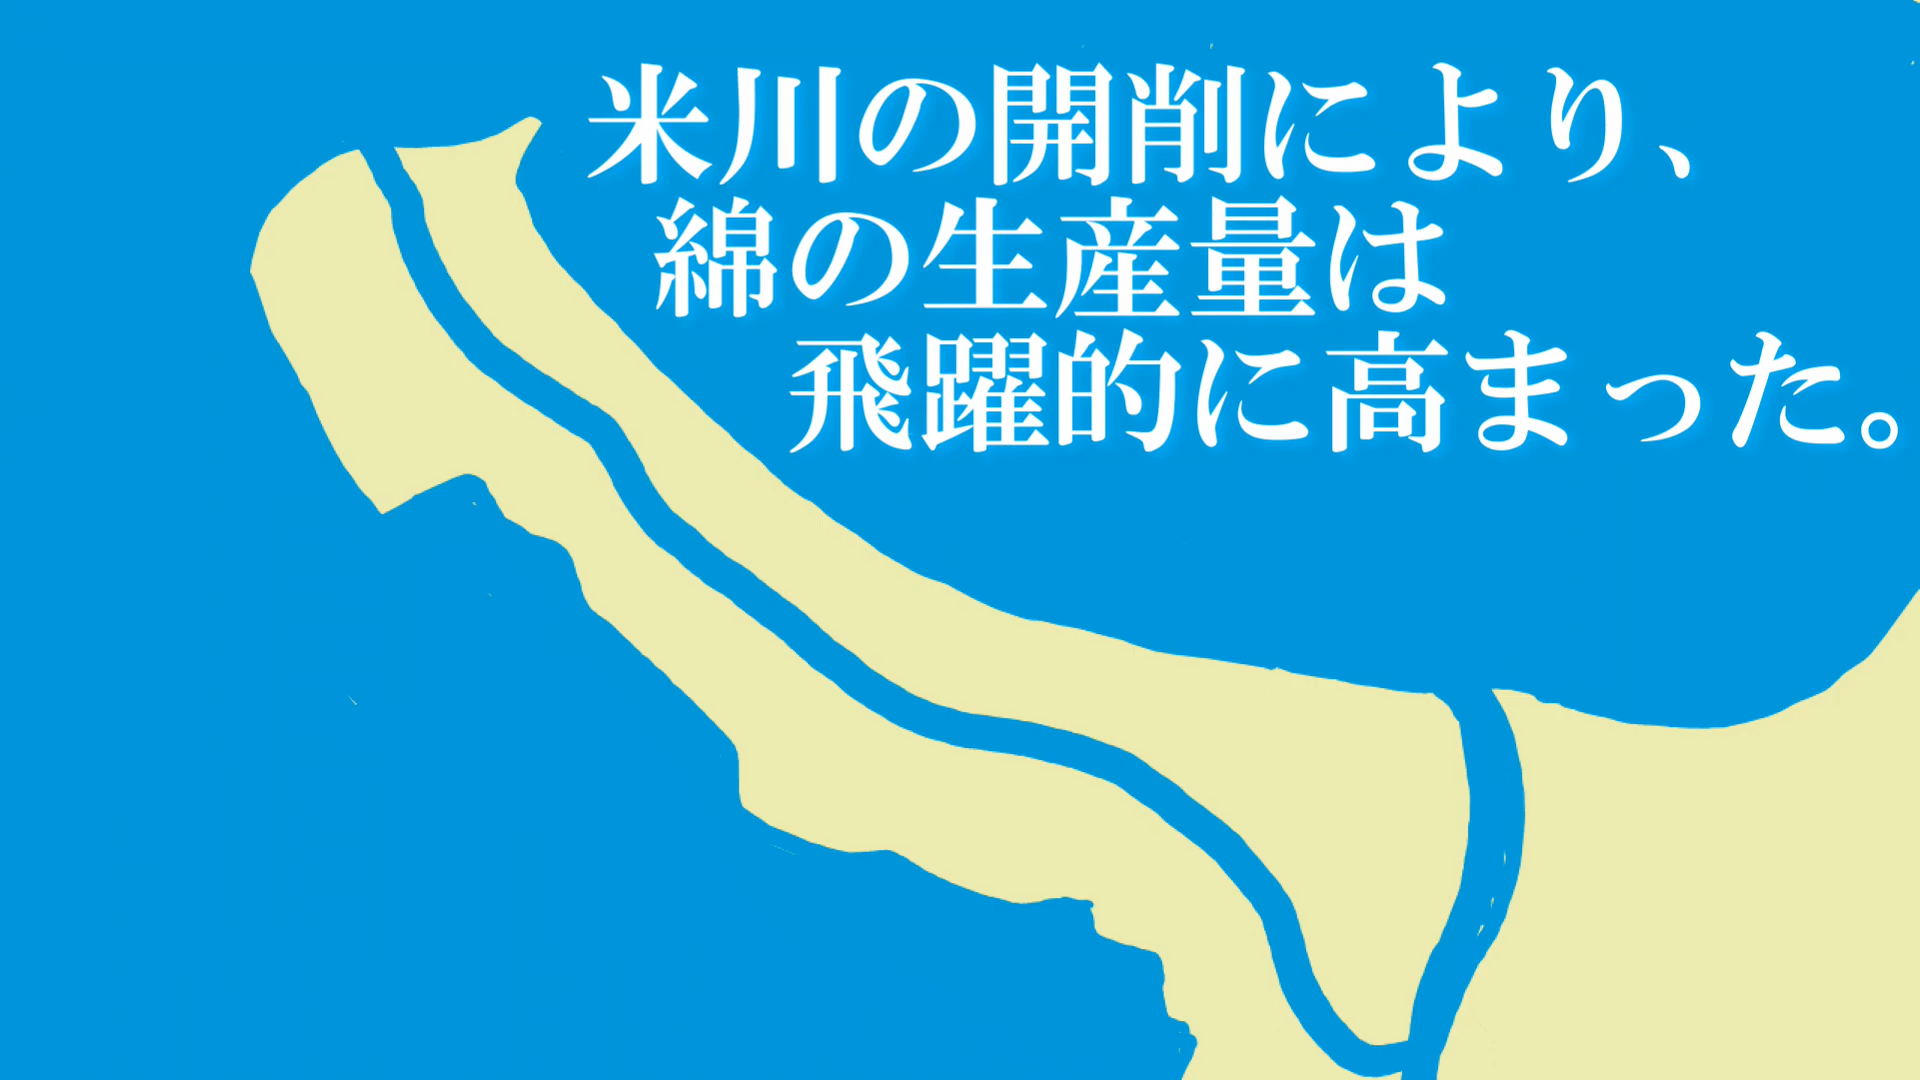 米川の開削により、
綿の生産量は
飛躍的に高まった。